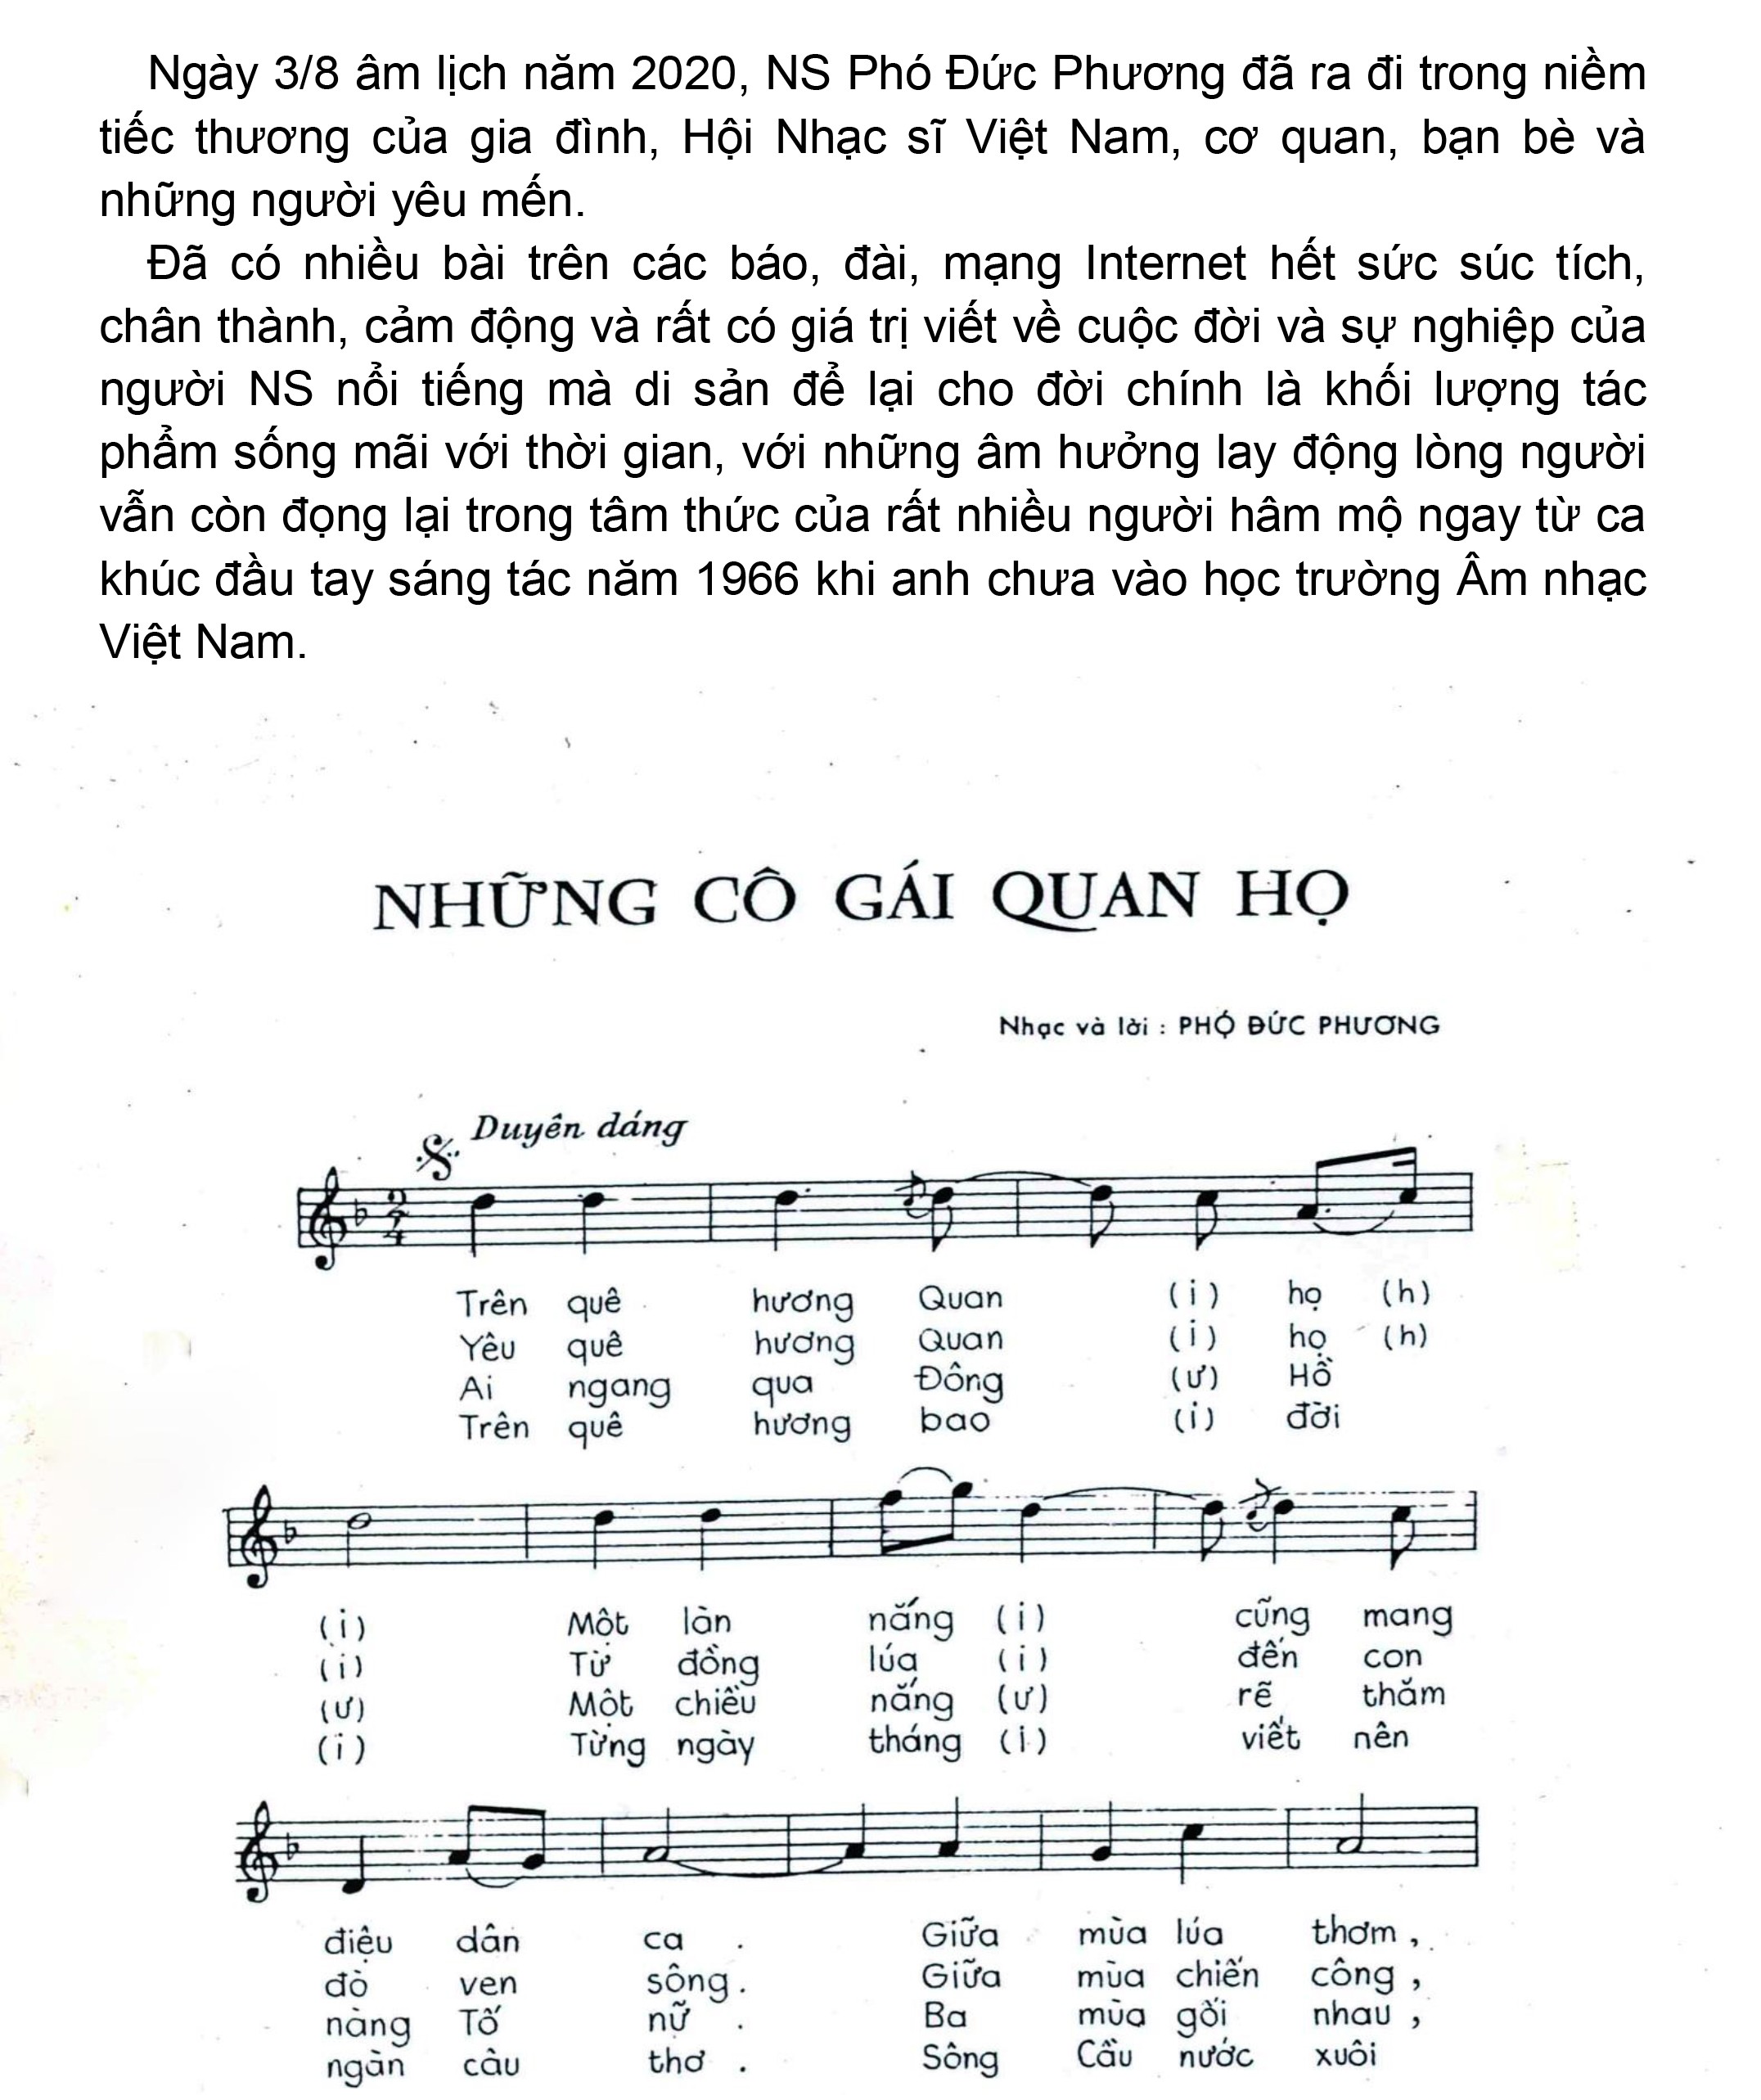 Ngày 3/8 âm lịch năm 2020, NS Phó Đức Phương đã ra đi trong niềm
tiếc thương của gia đình, Hội Nhạc sĩ Việt Nam, cơ quan, bạn bè và
những người yêu mến.
Đã có nhiều bài trên các báo, đài, mạng Internet hết sức súc tích,
chân thành, cảm động và rất có giá trị viết về cuộc đời và sự nghiệp của
người NS nổi tiếng mà di sản để lại cho đời chính là khối lượng tác
phẩm sống mãi với thời gian, với những âm hưởng lay động lòng người
vẫn còn đọng lại trong tâm thức của rất nhiều người hâm mộ ngay từ ca
khúc đầu tay sáng tác năm 1966 khi anh chưa vào học trường Âm nhạc
Việt Nam.
NHỮNG CÔ GÁI QUAN HỌ
Nhạc và lời : PHÓ ĐỨC PHƯƠNG
Duyên dáng
2/4
Trên quê hương Quan (i) họ (h)
Yêu quê hương Quan (i) họ (h)
Ai ngang qua Đông (ư) Hồ
Trên quê hương bao (i) đời
(i) Một làn nắng (i) cũng mang
(i) Từ đồng lúa (i) đến con
(ư) Một chiều nắng (ư) rẽ thăm
(i) Từng ngày tháng (i) viết nên
điệu dân ca . Giữa mùa lúa thơm ,
đò ven sông . Giữa mùa chiến công ,
nàng Tố nữ . Ba mùa gối nhau ,
ngàn câu thơ . Sông Cầu nước xuôi